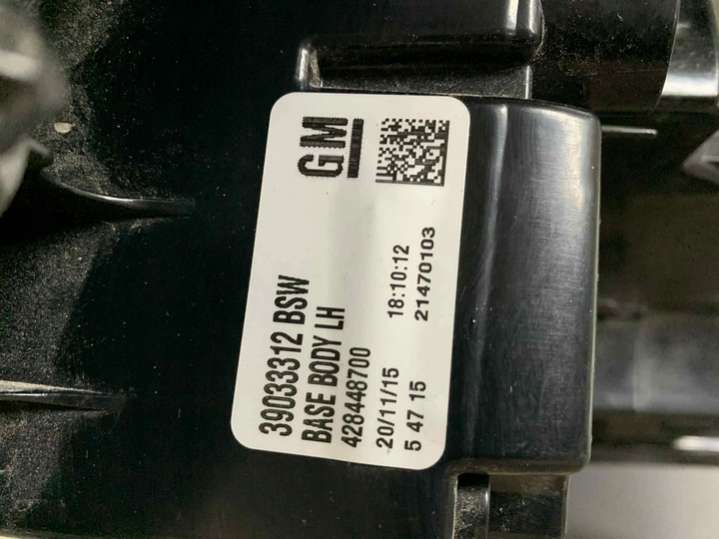 39033312 BSW
BASE BODY LH
428448700
20/11/15 18:10:12
5 47 15 21470103
GM